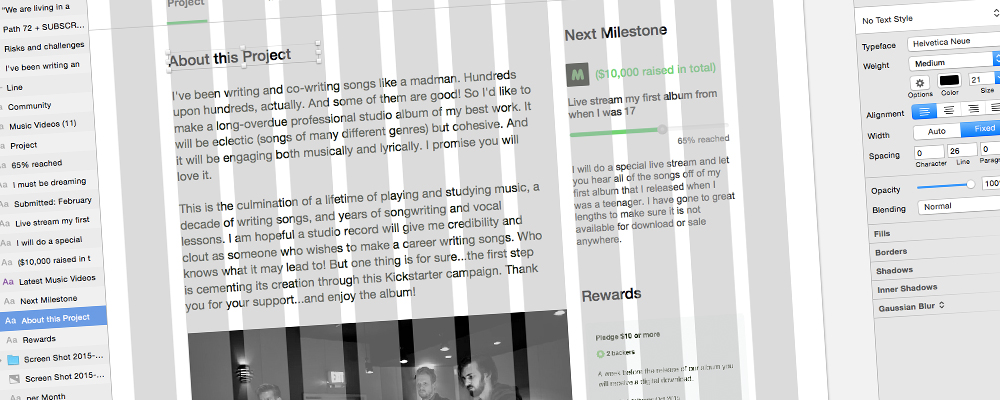 "We are living in a
Path 72 + SUBSCR...
Risks and challenges
I've been writing an
Line
Community
Music Videos (11)
Project
65% reached
I must be dreaming
Submitted: February
Live stream my first
I will do a special
($10,000 raised in t
Latest Music Videos
Next Milestone
About this Project
Rewards
Screen Shot 2015-...
Screen Shot 2015-...
per Month
Project
About this Project
I've been writing and co-writing songs like a madman. Hundreds
upon hundreds, actually. And some of them are good! So I'd like to
make a long-overdue professional studio album of my best work. It
will be eclectic (songs of many different genres) but cohesive. And
it will be engaging both musically and lyrically. I promise you will
love it.
This is the culmination of a lifetime of playing and studying music, a
decade of writing songs, and years of songwriting and vocal
lessons. I am hopeful a studio record will give me credibility and
clout as someone who wishes to make a career writing songs. Who
knows what it may lead to! But one thing is for sure...the first step
is cementing its creation through this Kickstarter campaign. Thank
you for your support...and enjoy the album!
Next Milestone
M ($10,000 raised in total)
Live stream my first album from
when I was 17
65% reached
I will do a special live stream and let
you hear all of the songs off of my
first album that I released when I
was a teenager. I have gone to great
lengths to make sure it is not
available for download or sale
anywhere.
Rewards
Pledge $10 or more
2 backers
A week before the release of our album you
will receive a digital download.
No Text Style
Typeface Helvetica Neue
Weight Medium
21
Options Color Size
Alignment
Width Auto Fixed
Spacing 0 26 0
Character Line Paragr
Opacity 100
Blending Normal
Fills
Borders
Shadows
Inner Shadows
Gaussian Blur